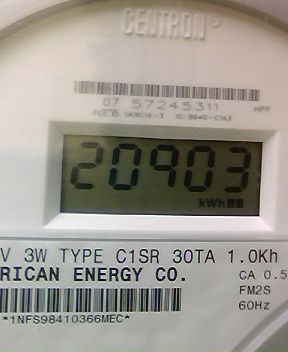 CENTRON
07 57245311 HPP
20903
kWh
V 3W TYPE C1SR 30TA 1.0Kh
RICAN ENERGY CO.
CA 0.5
FM2S
60Hz
*1NFS98410366MEC*